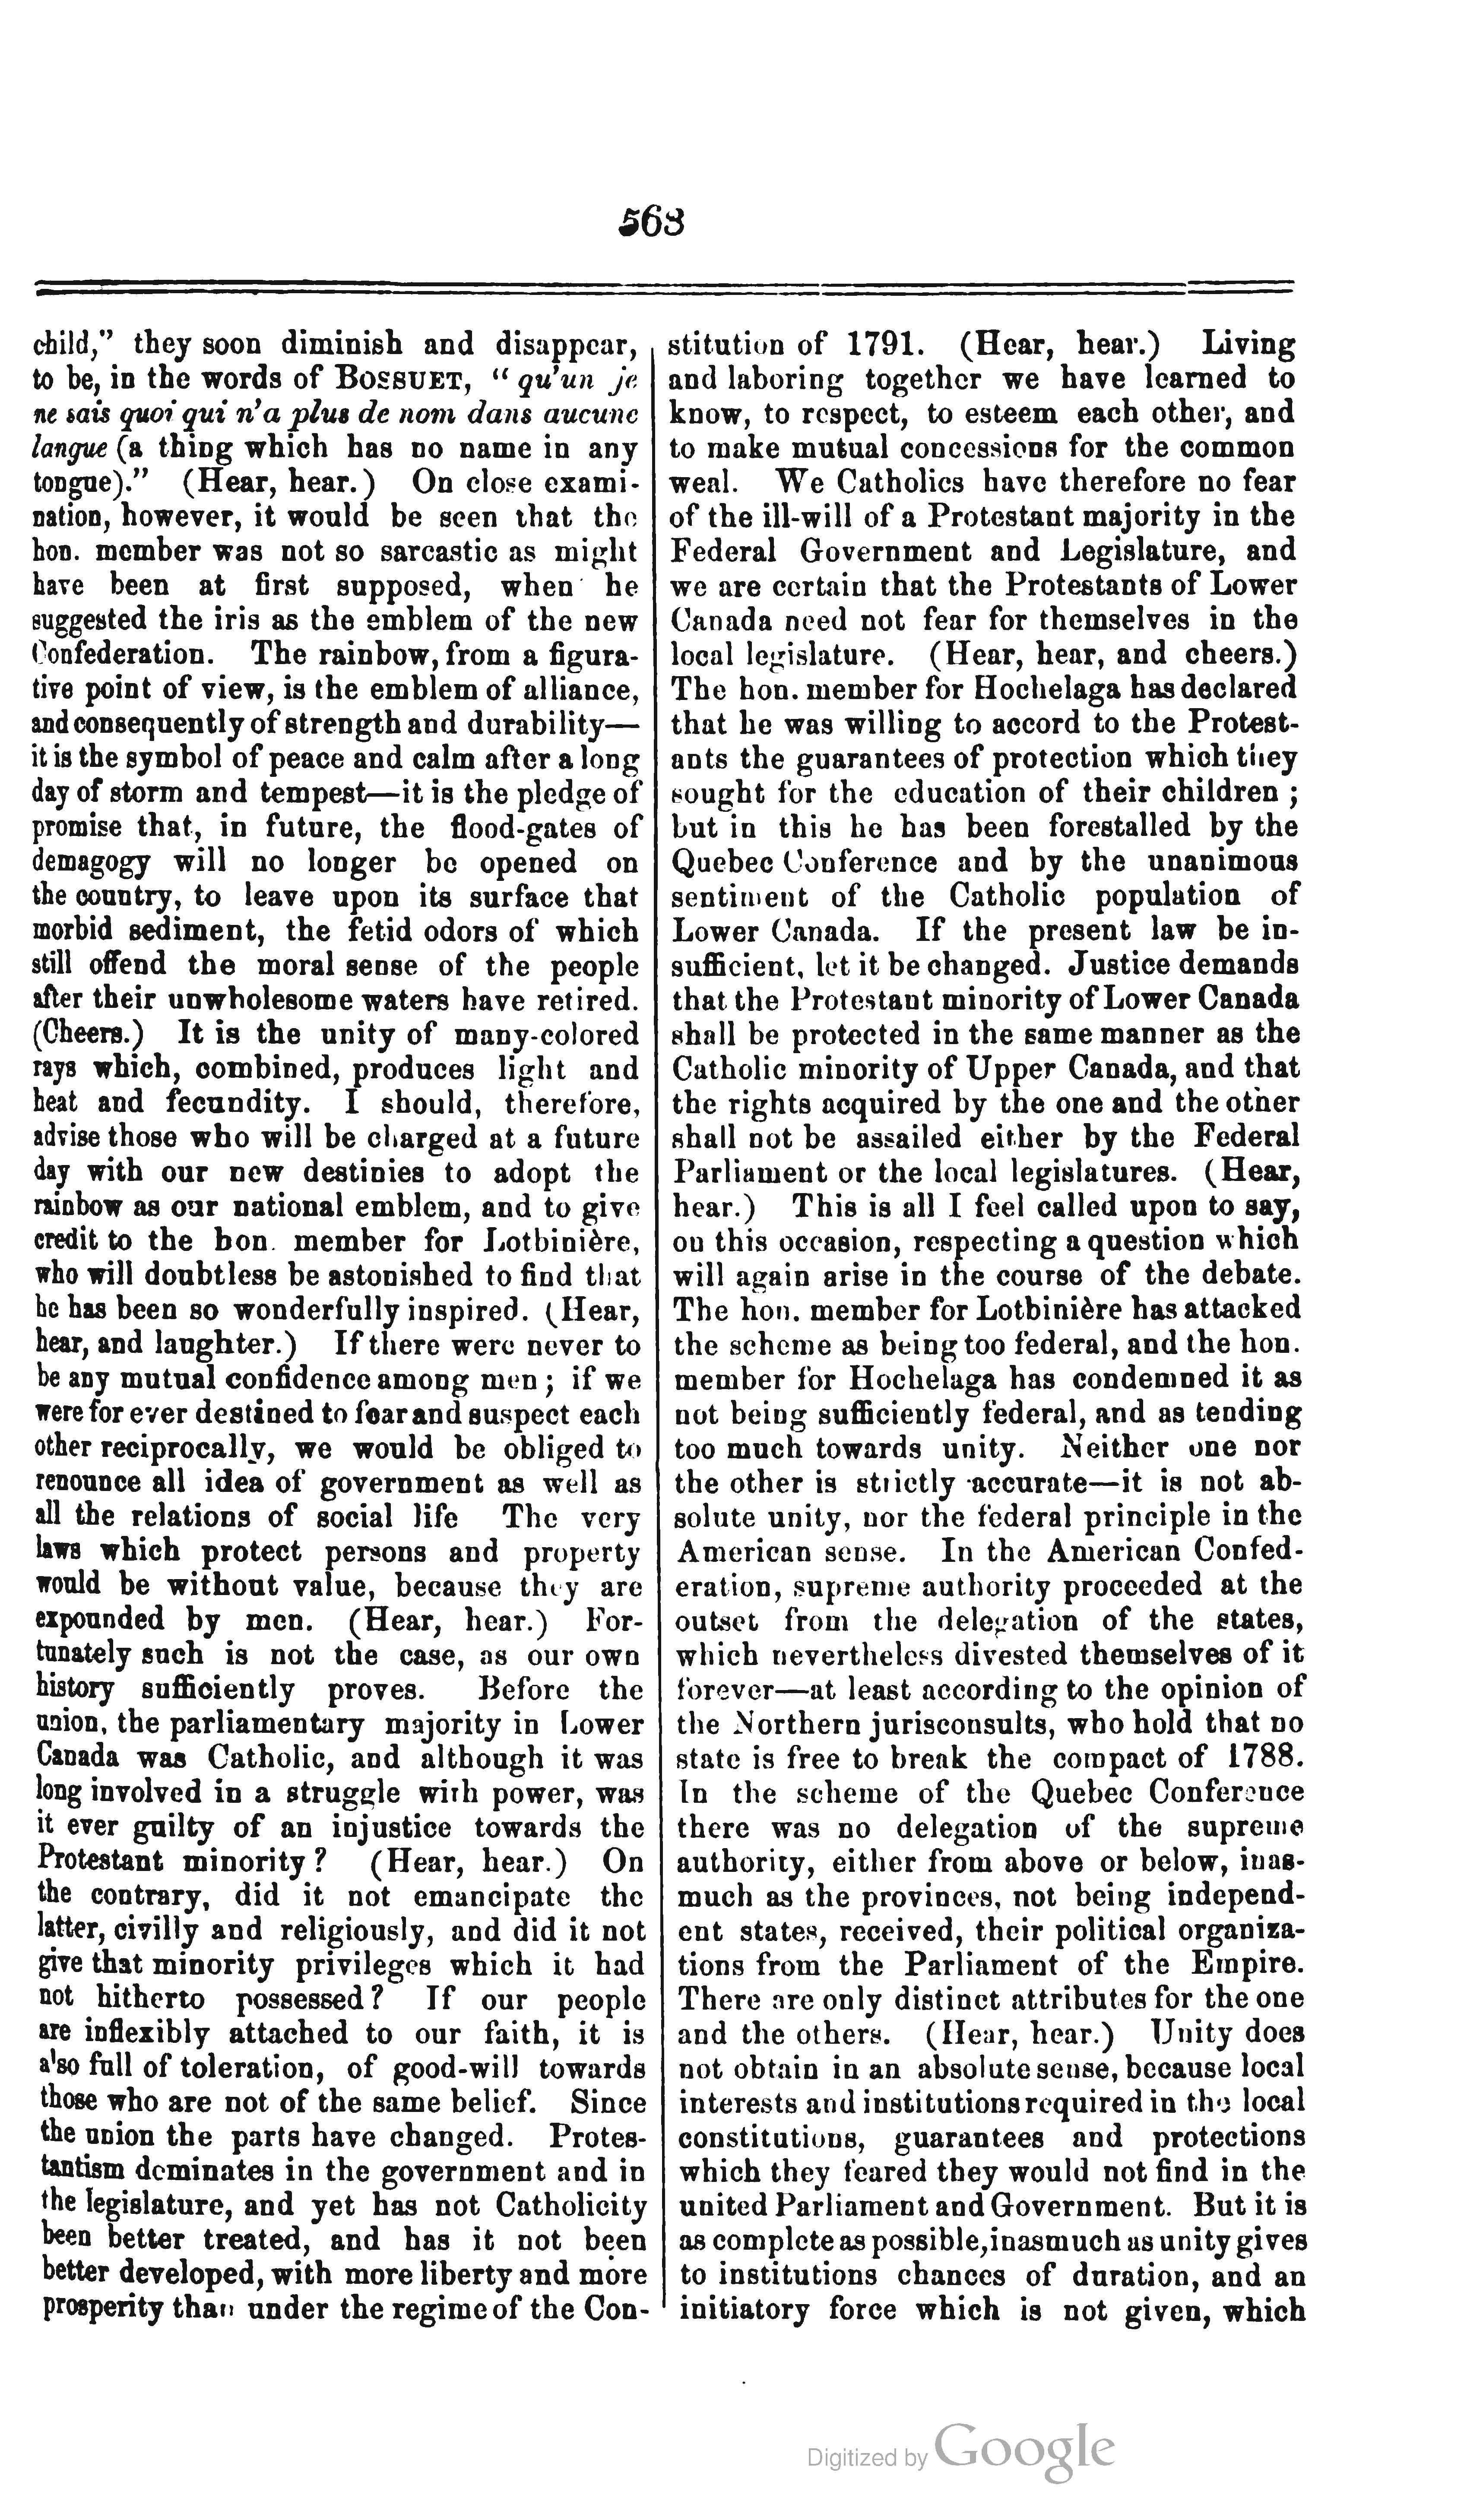 563
child," they soon diminish and disappear,
to be, in the words of BOSSUET, " qu'un je
ne sais quoi qui n'a plus de nom dans aucune
langue (a thing which has no name in any
tongue)." (Hear, hear.) On close exami-
nation, however, it would be seen that the
hon. member was not so sarcastic as might
have been at first supposed, when he
suggested the iris as the emblem of the new
Confederation. The rainbow, from a figura-
tive point of view, is the emblem of alliance,
and consequently of strength and durability—
it is the symbol of peace and calm after a long
day of storm and tempest—it is the pledge of
promise that, in future, the flood-gates of
demagogy will no longer be opened on
the country, to leave upon its surface that
morbid sediment, the fetid odors of which
still offend the moral sense of the people
after their unwholesome waters have retired.
(Cheers.) It is the unity of many-colored
rays which, combined, produces light and
heat and fecundity. I should, therefore,
advise those who will be charged at a future
day with our new destinies to adopt the
rainbow as our national emblem, and to give
credit to the hon. member for Lotbinière,
who will doubtless be astonished to find that
he has been so wonderfully inspired. (Hear,
hear, and laughter.) If there were never to
be any mutual confidence among men ; if we
were for ever destined to fear and suspect each
other reciprocally, we would be obliged to
renounce all idea of government as well as
all the relations of social life The very
laws which protect persons and property
would be without value, because they are
expounded by men. (Hear, hear.) For-
tunately such is not the case, as our own
history sufficiently proves. Before the
union, the parliamentary majority in Lower
Canada was Catholic, and although it was
long involved in a struggle with power, was
it ever guilty of an injustice towards the
Protestant minority ? (Hear, hear.) On
the contrary, did it not emancipate the
latter, civilly and religiously, and did it not
give that minority privileges which it had
not hitherto possessed ? If our people
are inflexibly attached to our faith, it is
also full of toleration, of good-will towards
those who are not of the same belief. Since
the union the parts have changed. Protes-
tantism dominates in the government and in
the legislature, and yet has not Catholicity
been better treated, and has it not been
better developed, with more liberty and more
prosperity than under the regime of the Con-
stitution of 1791. (Hear, hear.) Living
and laboring together we have learned to
know, to respect, to esteem each other, and
to make mutual concessions for the common
weal. We Catholics have therefore no fear
of the ill-will of a Protestant majority in the
Federal Government and Legislature, and
we are certain that the Protestants of Lower
Canada need not fear for themselves in the
local legislature. (Hear, hear, and cheers.)
The hon. member for Hochelaga has declared
that he was willing to accord to the Protest-
ants the guarantees of protection which they
sought for the education of their children ;
but in this he has been forestalled by the
Quebec Conference and by the unanimous
sentiment of the Catholic population of
Lower Canada. If the present law be in-
sufficient, let it be changed. Justice demands
that the Protestant minority of Lower Canada
shall be protected in the same manner as the
Catholic minority of Upper Canada, and that
the rights acquired by the one and the other
shall not be assailed either by the Federal
Parliament or the local legislatures. (Hear,
hear.) This is all I feel called upon to say,
on this occasion, respecting a question which
will again arise in the course of the debate.
The hon. member for Lotbinière has attacked
the scheme as being too federal, and the hon.
member for Hochelaga has condemned it as
not being sufficiently federal, and as tending
too much towards unity. Neither one nor
the other is strictly accurate—it is not ab-
solute unity, nor the federal principle in the
American sense. In the American Confed-
eration, supreme authority proceeded at the
outset from the delegation of the states,
which nevertheless divested themselves of it
forever—at least according to the opinion of
the Northern jurisconsults, who hold that no
state is free to break the compact of 1788.
In the scheme of the Quebec Conference
there was no delegation of the supreme
authority, either from above or below, inas-
much as the provinces, not being independ-
ent states, received, their political organiza-
tions from the Parliament of the Empire.
There are only distinct attributes for the one
and the others. (Hear, hear.) Unity does
not obtain in an absolute sense, because local
interests and institutions required in the local
constitutions, guarantees and protections
which they feared they would not find in the
united Parliament and Government. But it is
as complete as possible, inasmuch as unity gives
to institutions chances of duration, and an
initiatory force which is not given, which
Digitized by Google